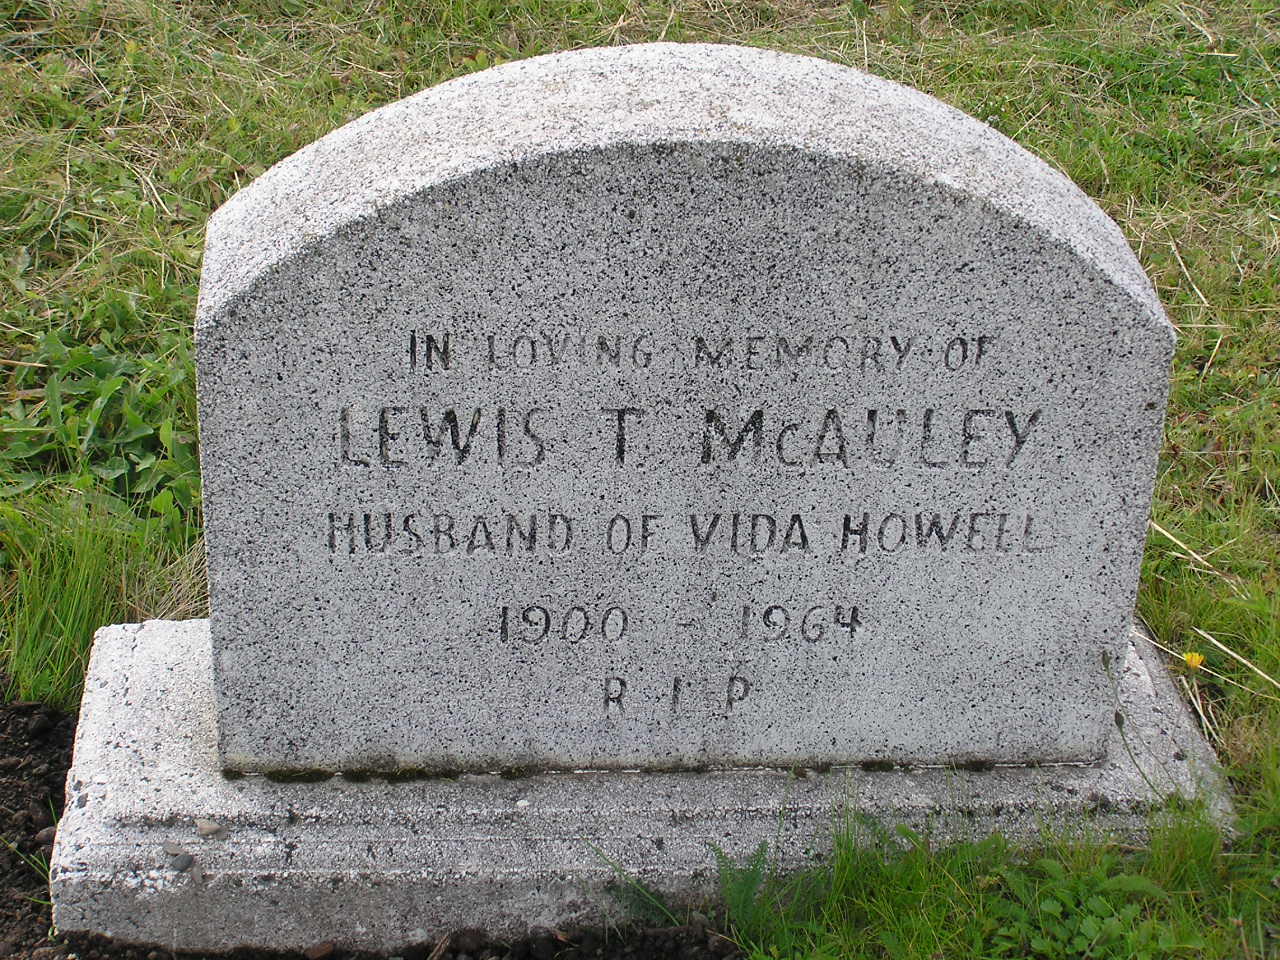 IN LOVING MEMORY OF
LEWIS T McAULEY
HUSBAND OF VIDA HOWELL
1900 - 1964
R I P